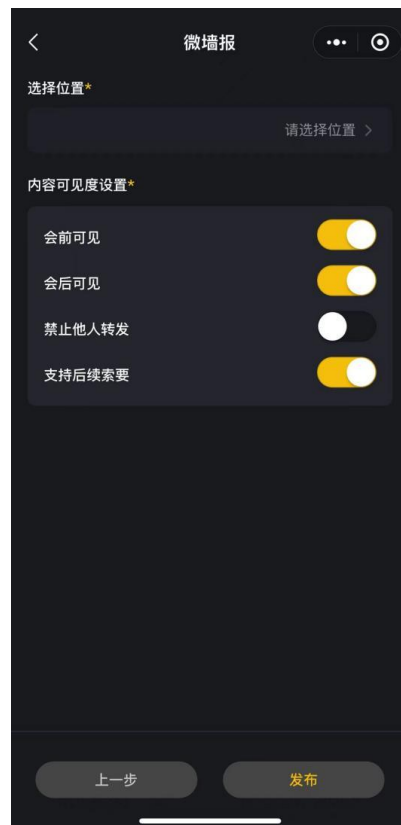 微墙报
选择位置*
请选择位置
内容可见度设置*
会前可见
会后可见
禁止他人转发
支持后续索要
上一步
发布